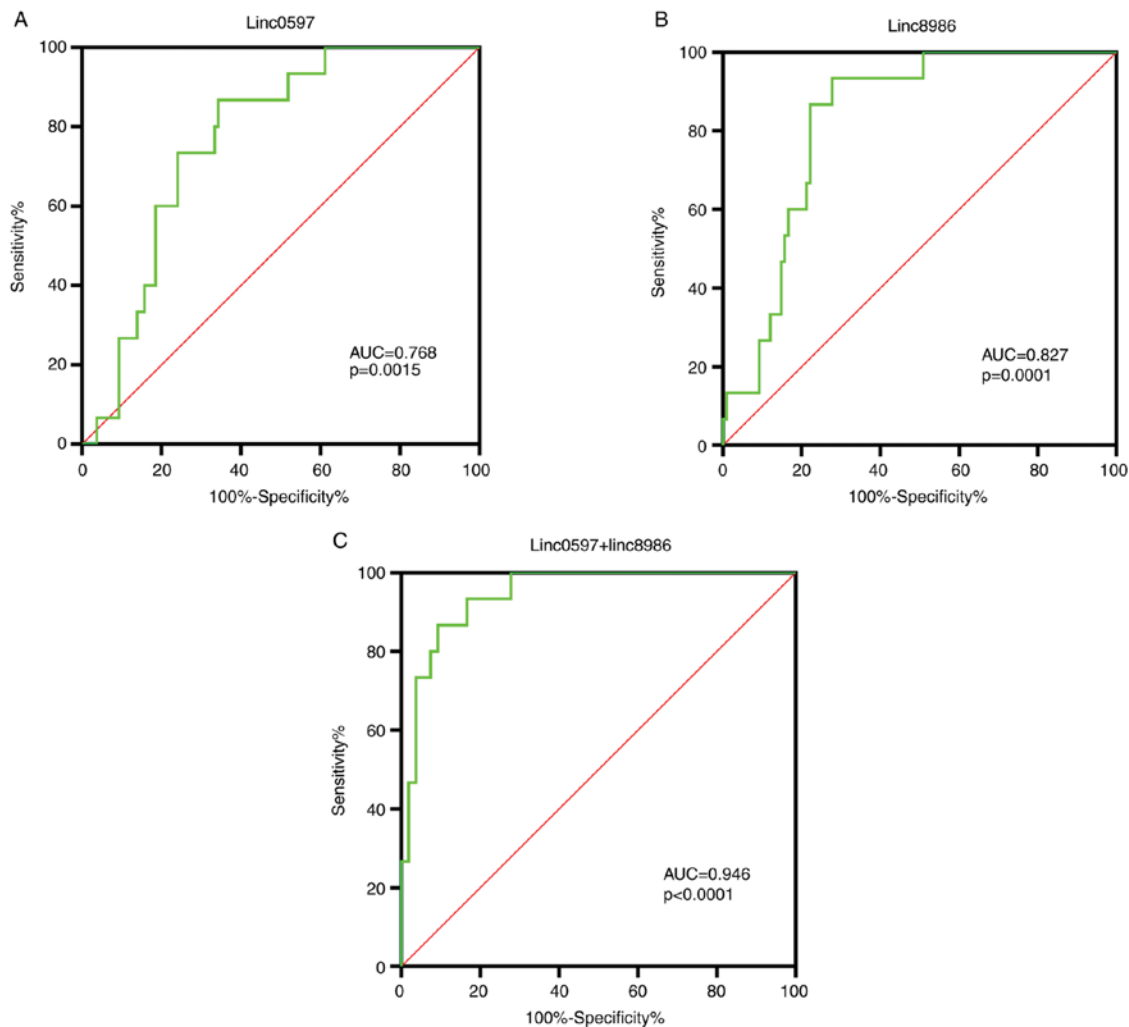 A
Linc0597
100
80
60
40
20
0
Sensitivity%
AUC=0.768
p=0.0015
0 20 40 60 80 100
100%-Specificity%
B
Linc8986
100
80
60
40
20
0
Sensitivity%
AUC=0.827
p=0.0001
0 20 40 60 80 100
100%-Specificity%
C
Linc0597+linc8986
100
80
60
40
20
0
Sensitivity%
AUC=0.946
p<0.0001
0 20 40 60 80 100
100%-Specificity%